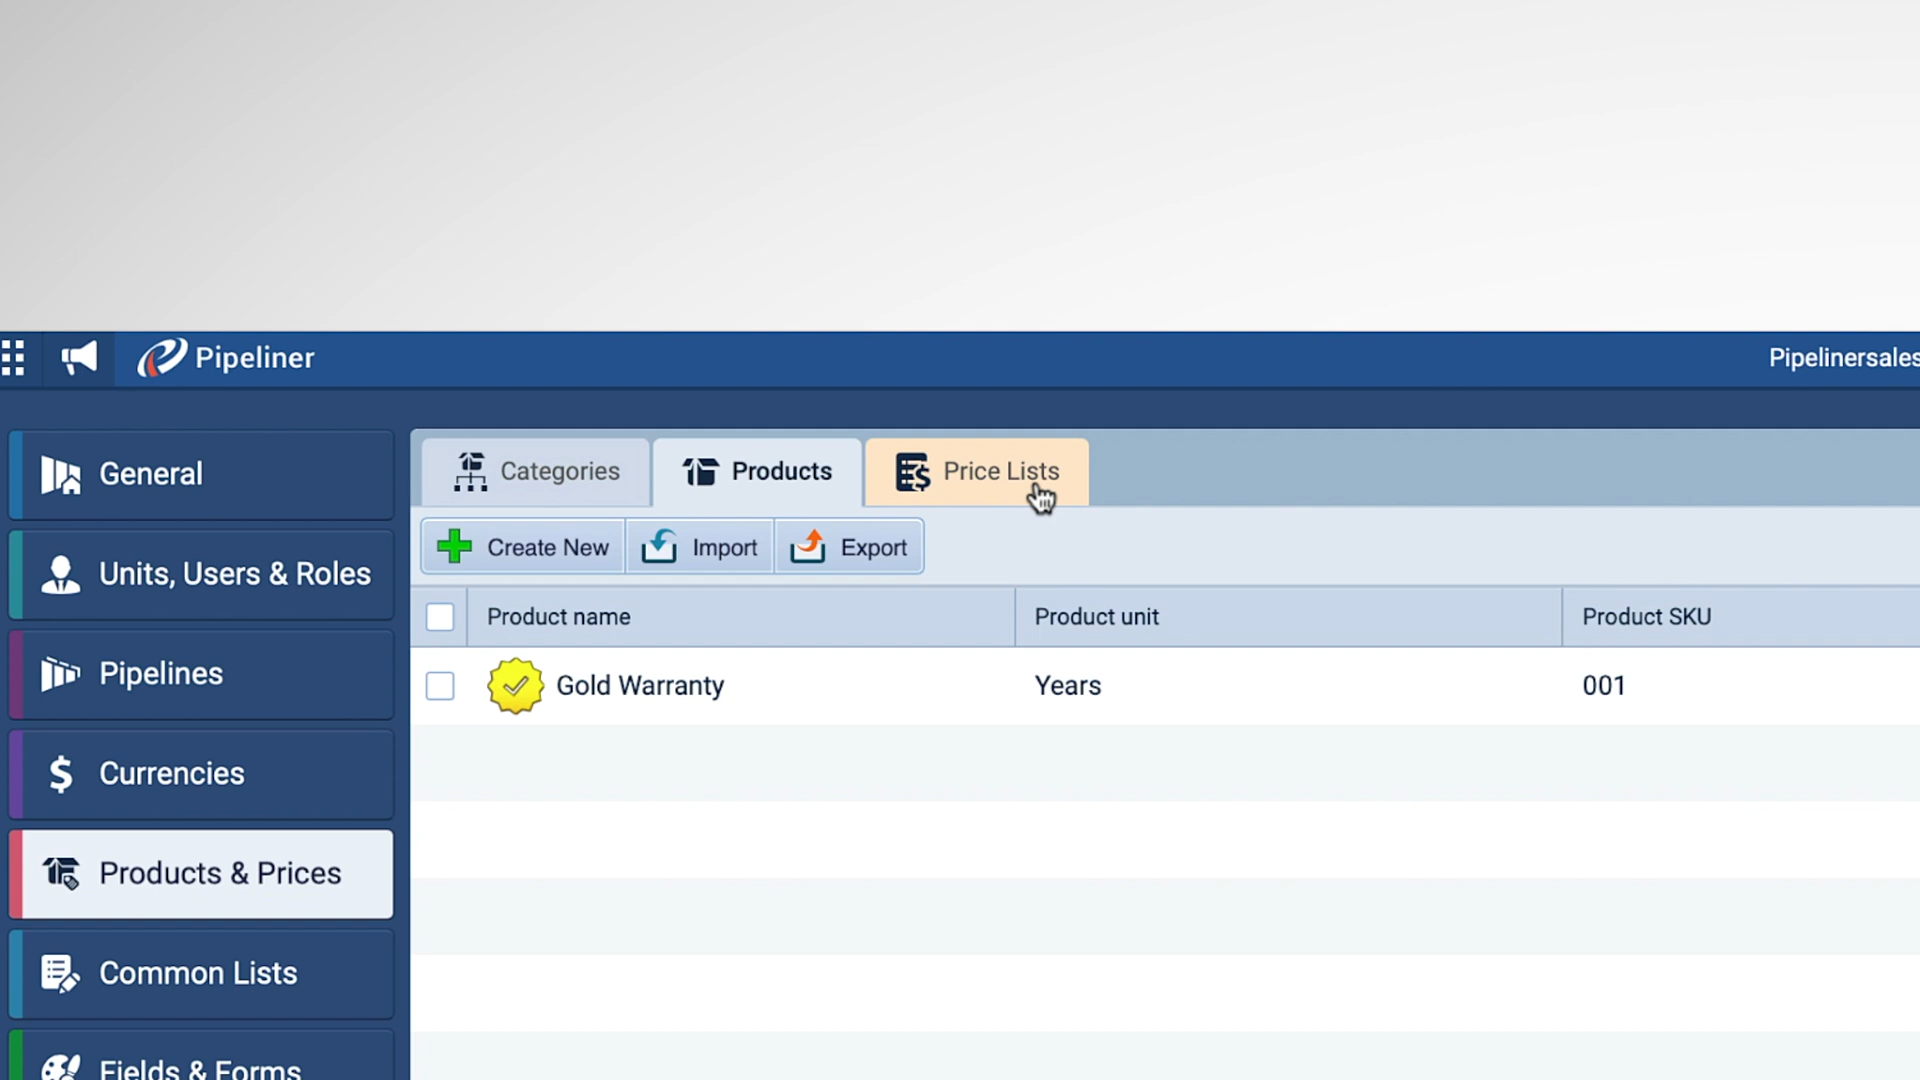 Pipeliner
Pipelinersales
General
Units, Users & Roles
Pipelines
Currencies
Products & Prices
Common Lists
Fields & Forms
Categories
Products
Price Lists
Create New
Import
Export
Product name
Product unit
Product SKU
Gold Warranty
Years
001